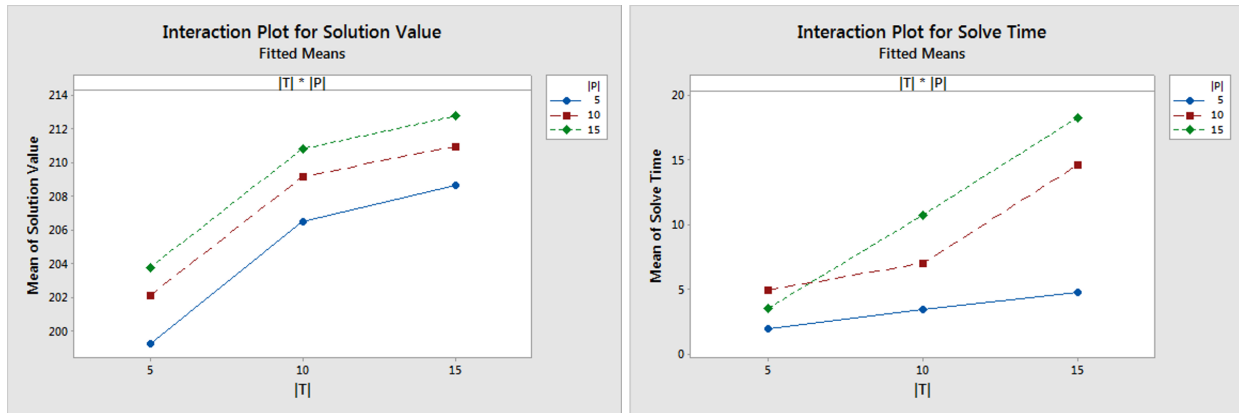 Interaction Plot for Solution Value
Fitted Means
|T| * |P|
Mean of Solution Value
214
212
210
208
206
204
202
200
5 10 15
|T|
|P|
5
10
15
Interaction Plot for Solve Time
Fitted Means
|T| * |P|
Mean of Solve Time
20
15
10
5
0
5 10 15
|T|
|P|
5
10
15